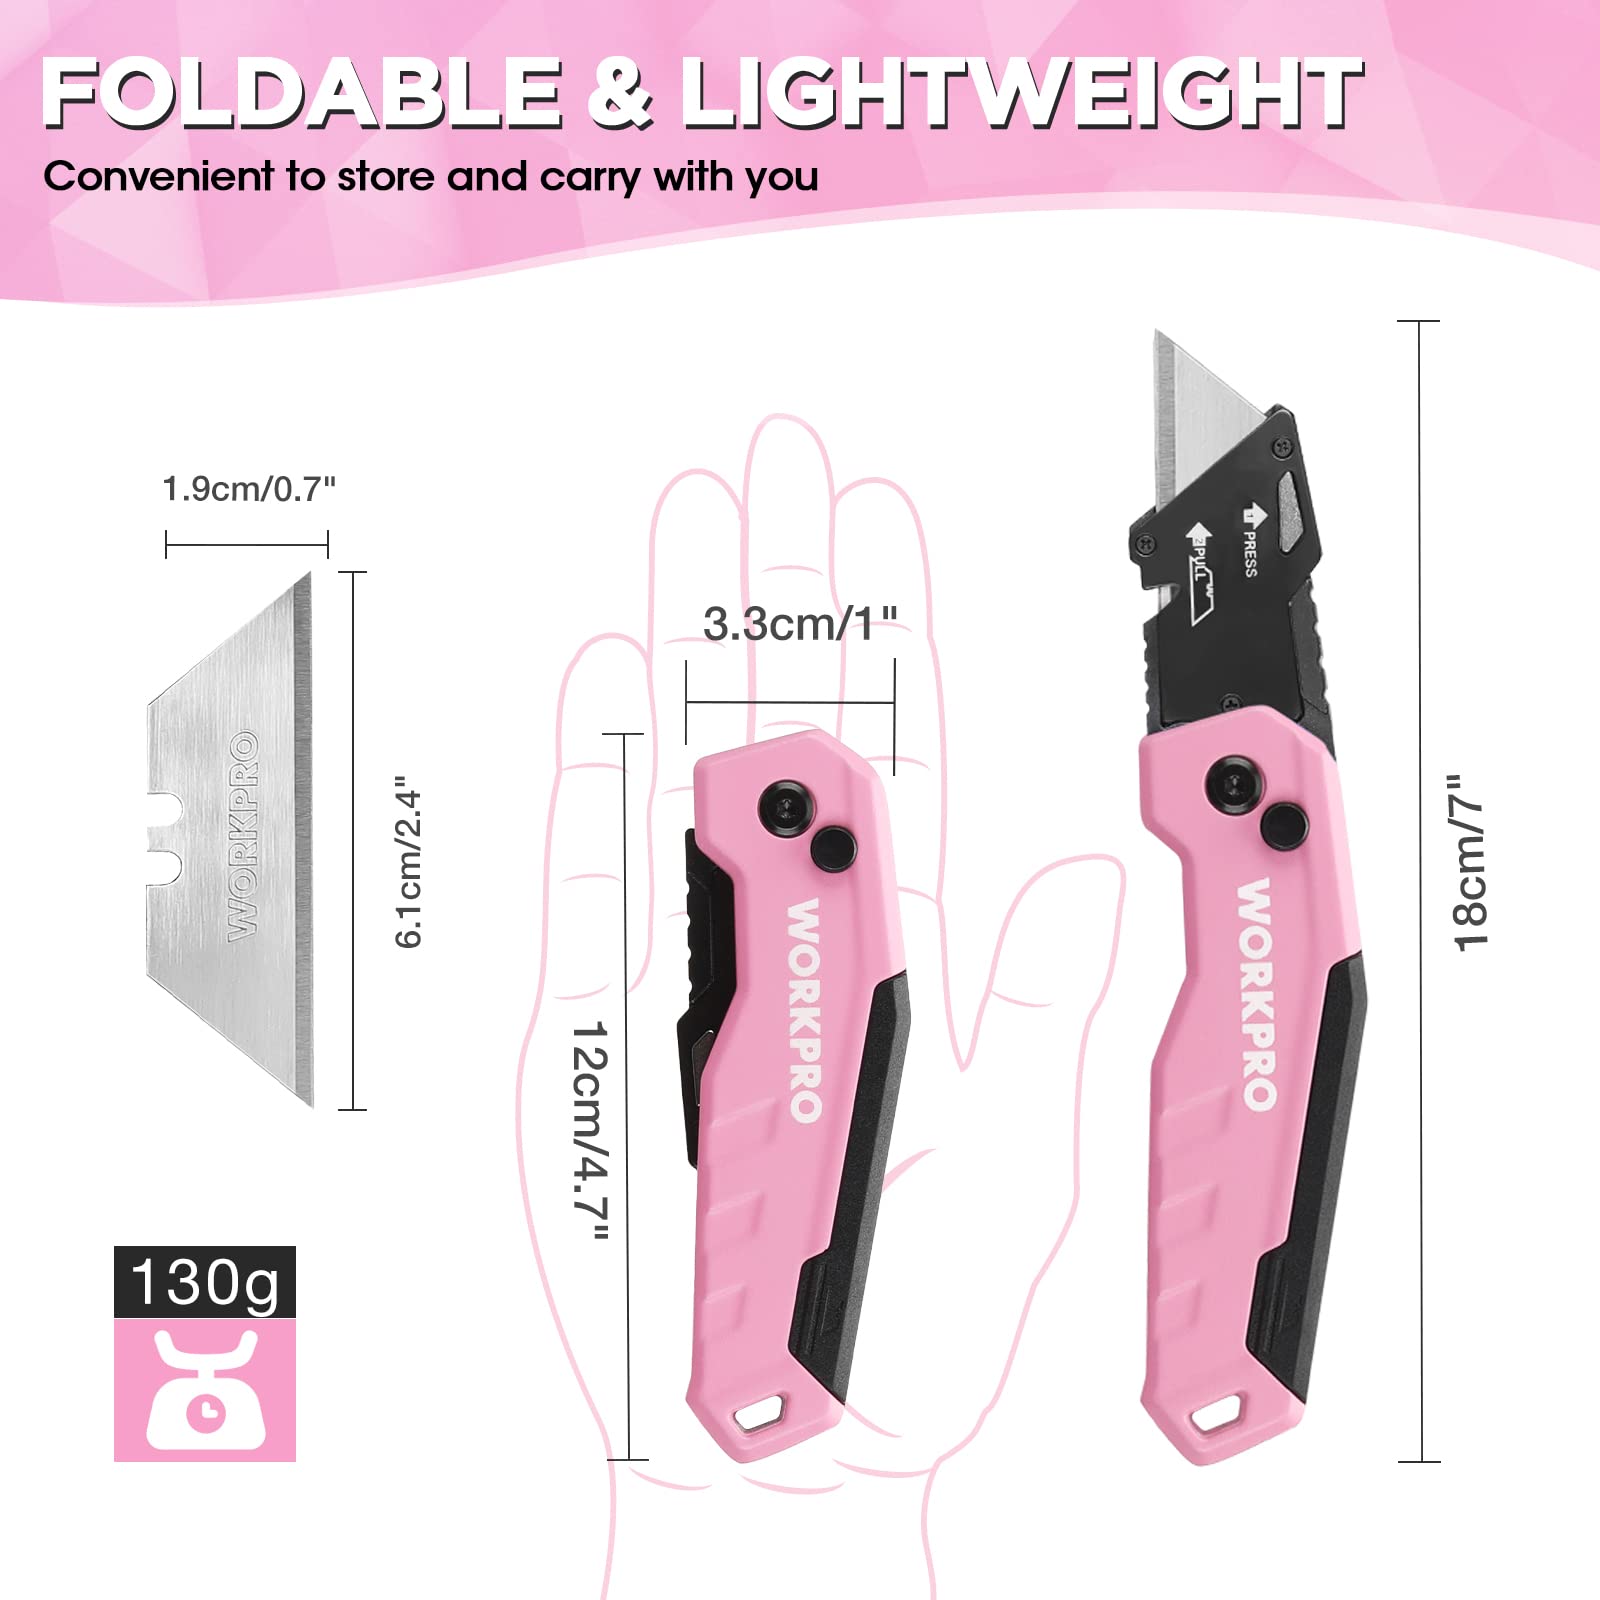 FOLDABLE & LIGHTWEIGHT
Convenient to store and carry with you
1.9cm/0.7"
6.1cm/2.4"
WORKPRO
130g
3.3cm/1"
12cm/4.7"
WORKPRO
1 PRESS
2 PULL
18cm/7"
WORKPRO